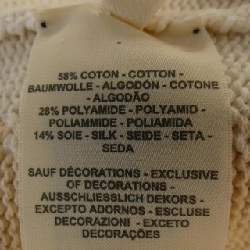 58% COTON - COTTON -
BAUMWOLLE - ALGODÓN - COTONE
- ALGODÃO
28% POLYAMIDE - POLYAMID -
POLIAMMIDE - POLIAMIDA
14% SOIE - SILK - SEIDE - SETA -
SEDA
SAUF DÉCORATIONS - EXCLUSIVE
OF DECORATIONS -
AUSSCHLIESSLICH DEKORS -
EXCEPTO ADORNOS - ESCLUSE
DECORAZIONI - EXCETO
DECORAÇÕES